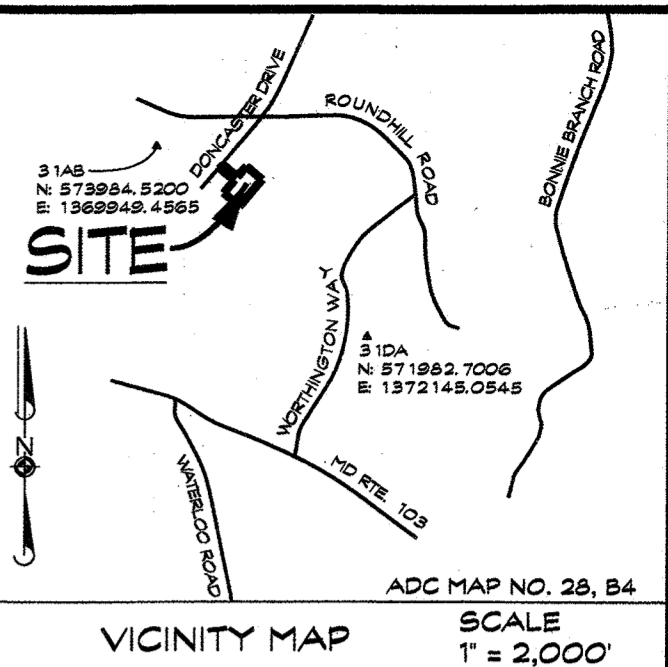 DONCASTER DRIVE
ROUNDHILL ROAD
BONNIE BRANCH ROAD
31AB
N: 573984.5200
E: 1369949.4565
SITE
WORTHINGTON WAY
31DA
N: 571982.7006
E: 1372145.0545
N
WATERLOO ROAD
MD RTE. 103
ADC MAP NO. 28, B4
VICINITY MAP
SCALE
1" = 2,000'